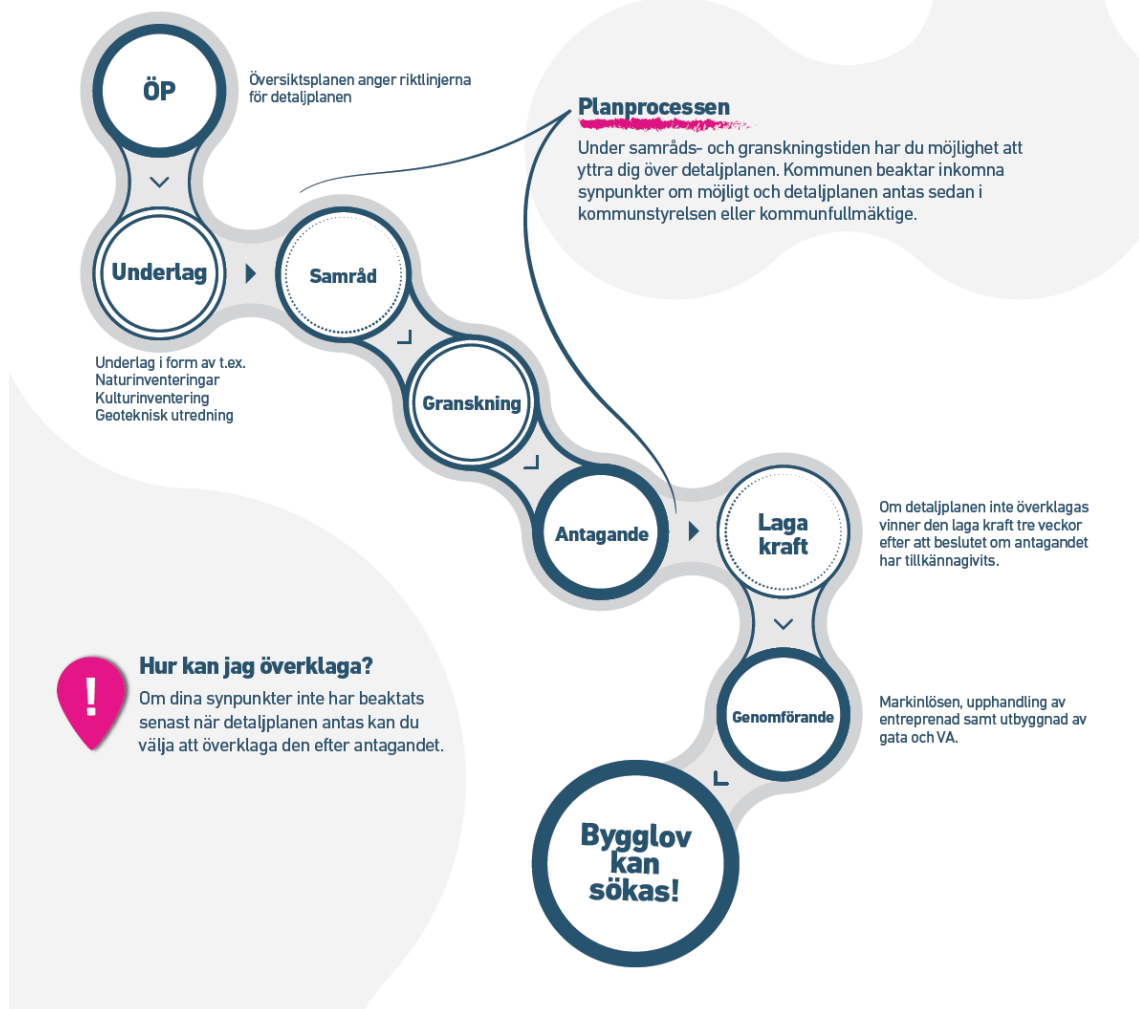 ÖP
Översiktsplanen anger riktlinjerna
för detaljplanen
Planprocessen
Under samråds- och granskningstiden har du möjlighet att
yttra dig över detaljplanen. Kommunen beaktar inkomna
synpunkter om möjligt och detaljplanen antas sedan i
kommunstyrelsen eller kommunfullmäktige.
Underlag
Underlag i form av t.ex.
Naturinventeringar
Kulturinventering
Geoteknisk utredning
Samråd
Granskning
Antagande
Laga
kraft
Om detaljplanen inte överklagas
vinner den laga kraft tre veckor
efter att beslutet om antagandet
har tillkännagivits.
Genomförande
Markinlösen, upphandling av
entreprenad samt utbyggnad av
gata och VA.
Bygglov
kan
sökas!
!
Hur kan jag överklaga?
Om dina synpunkter inte har beaktats
senast när detaljplanen antas kan du
välja att överklaga den efter antagandet.